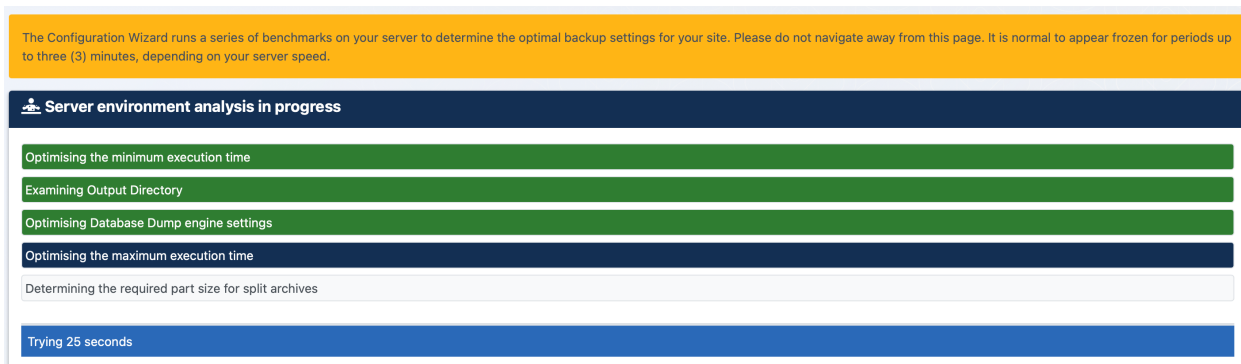 The Configuration Wizard runs a series of benchmarks on your server to determine the optimal backup settings for your site. Please do not navigate away from this page. It is normal to appear frozen for periods up
to three (3) minutes, depending on your server speed.
Server environment analysis in progress
Optimising the minimum execution time
Examining Output Directory
Optimising Database Dump engine settings
Optimising the maximum execution time
Determining the required part size for split archives
Trying 25 seconds